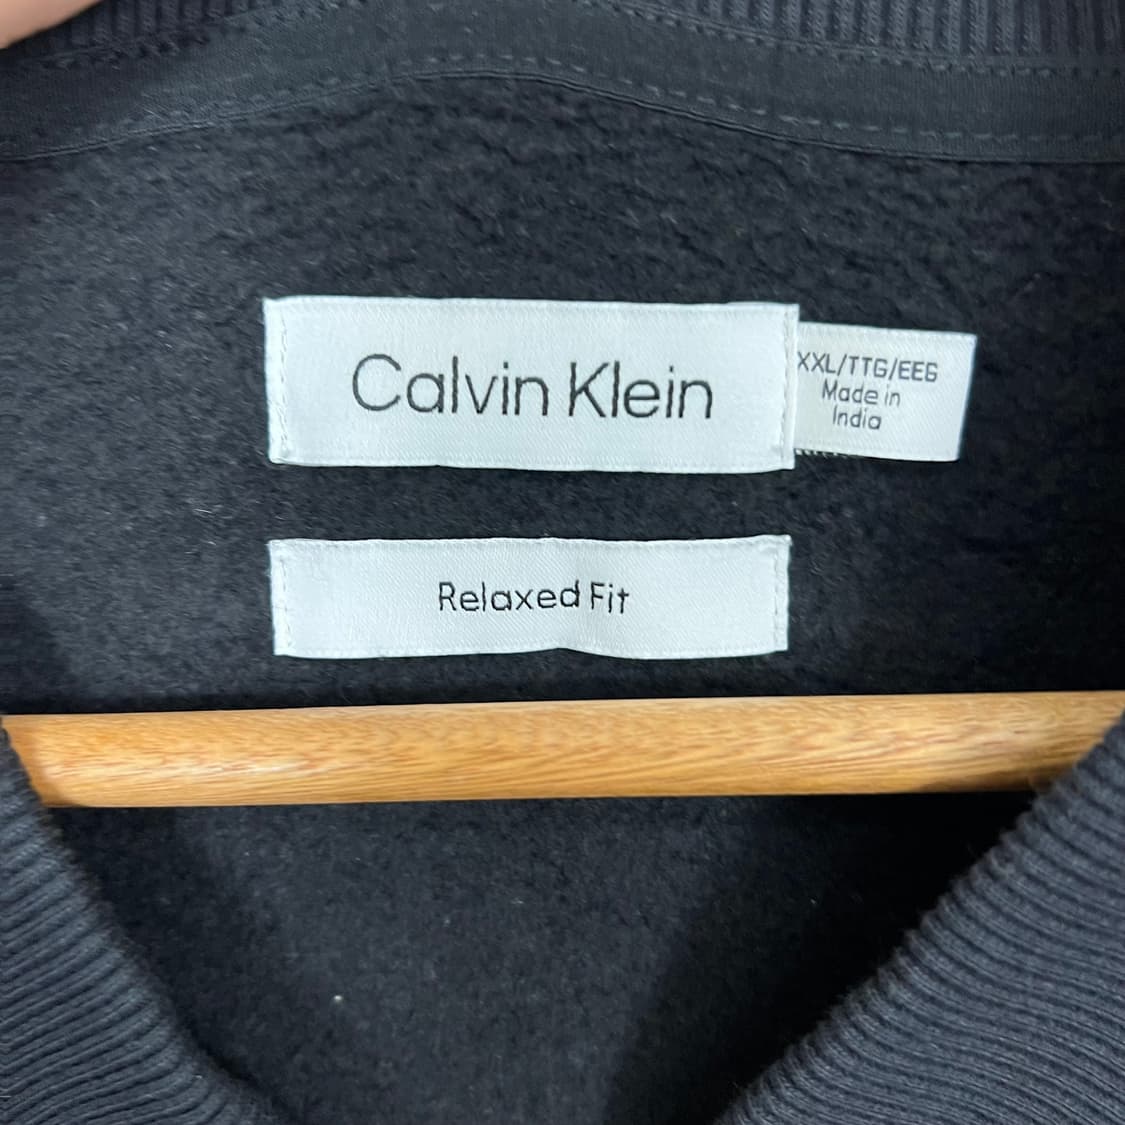 Calvin Klein
XXL/TTG/EEG
Made in
India
Relaxed Fit